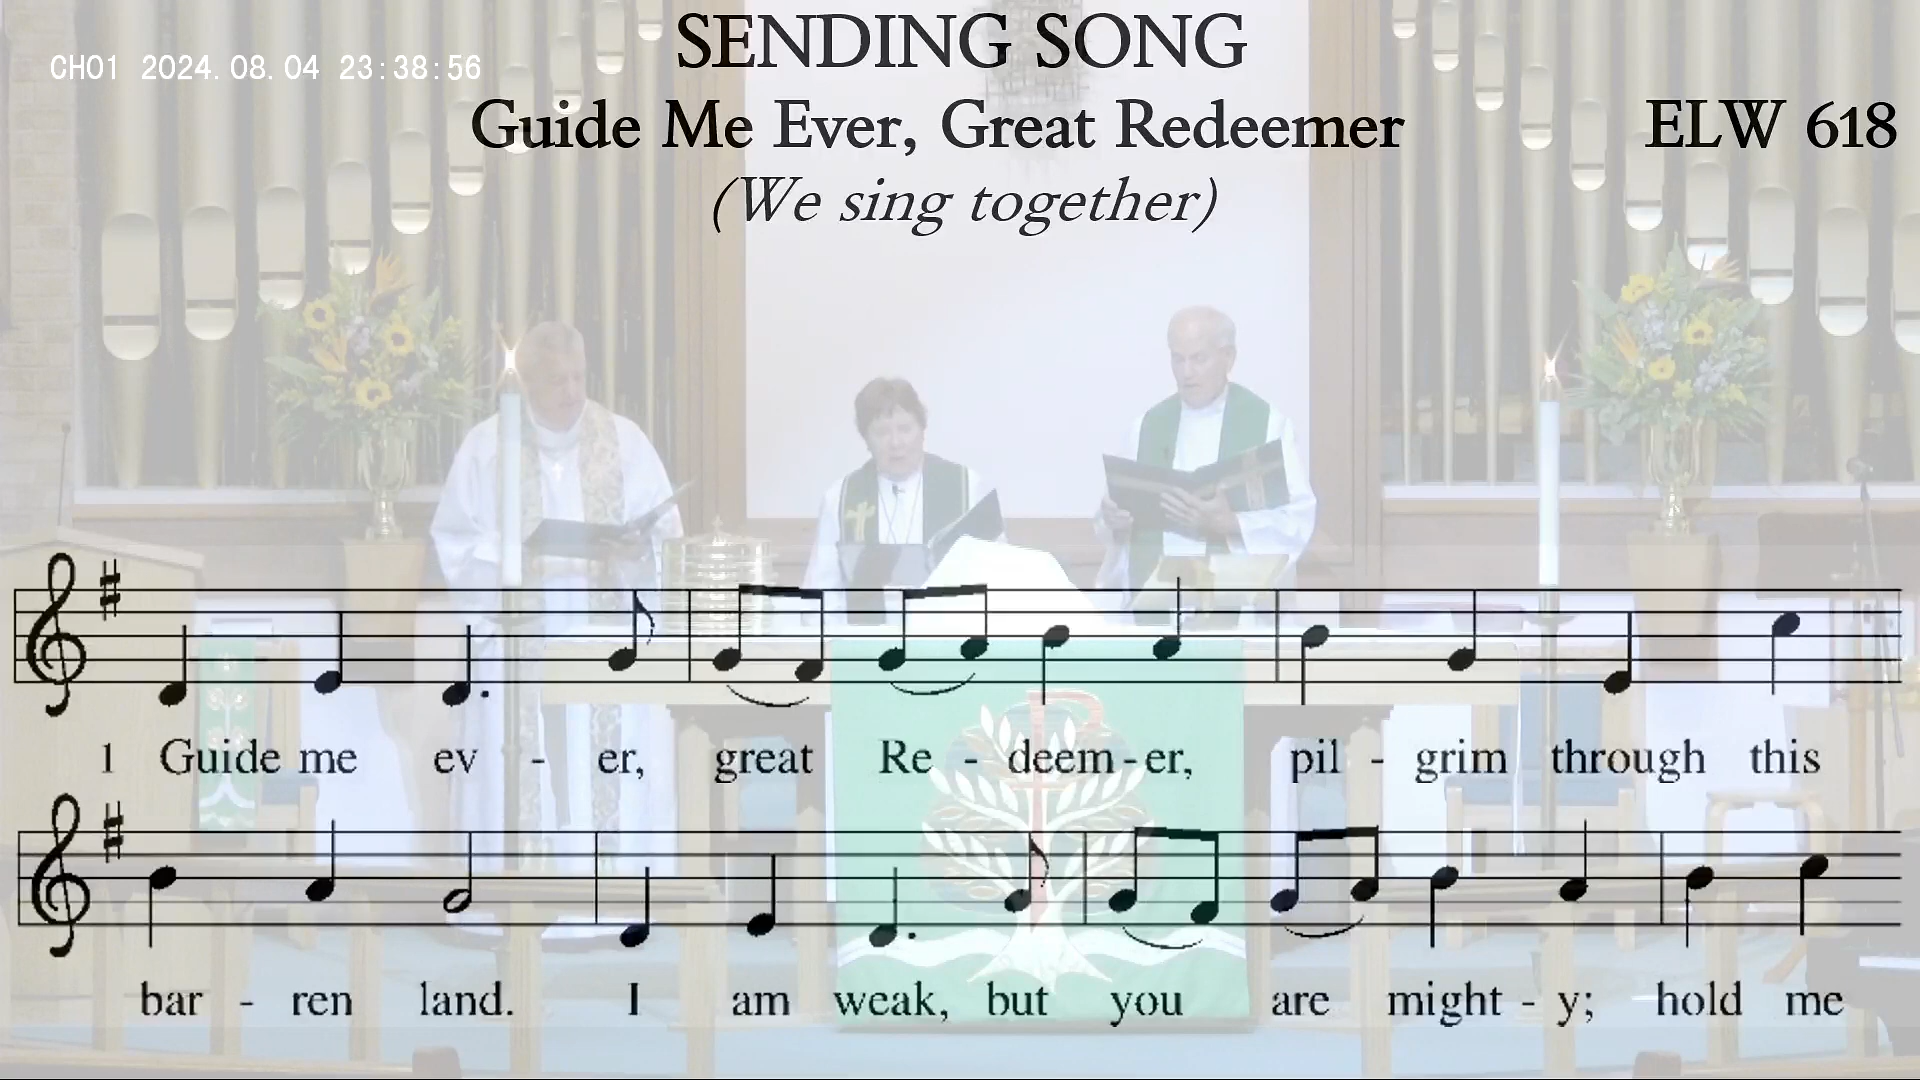 SENDING SONG
CH01 2024.08.04 23:38:56
Guide Me Ever, Great Redeemer ELW 618
(We sing together)
1 Guide me ev - er, great Re - deem - er, pil - grim through this
bar - ren land. I am weak, but you are might - y; hold me